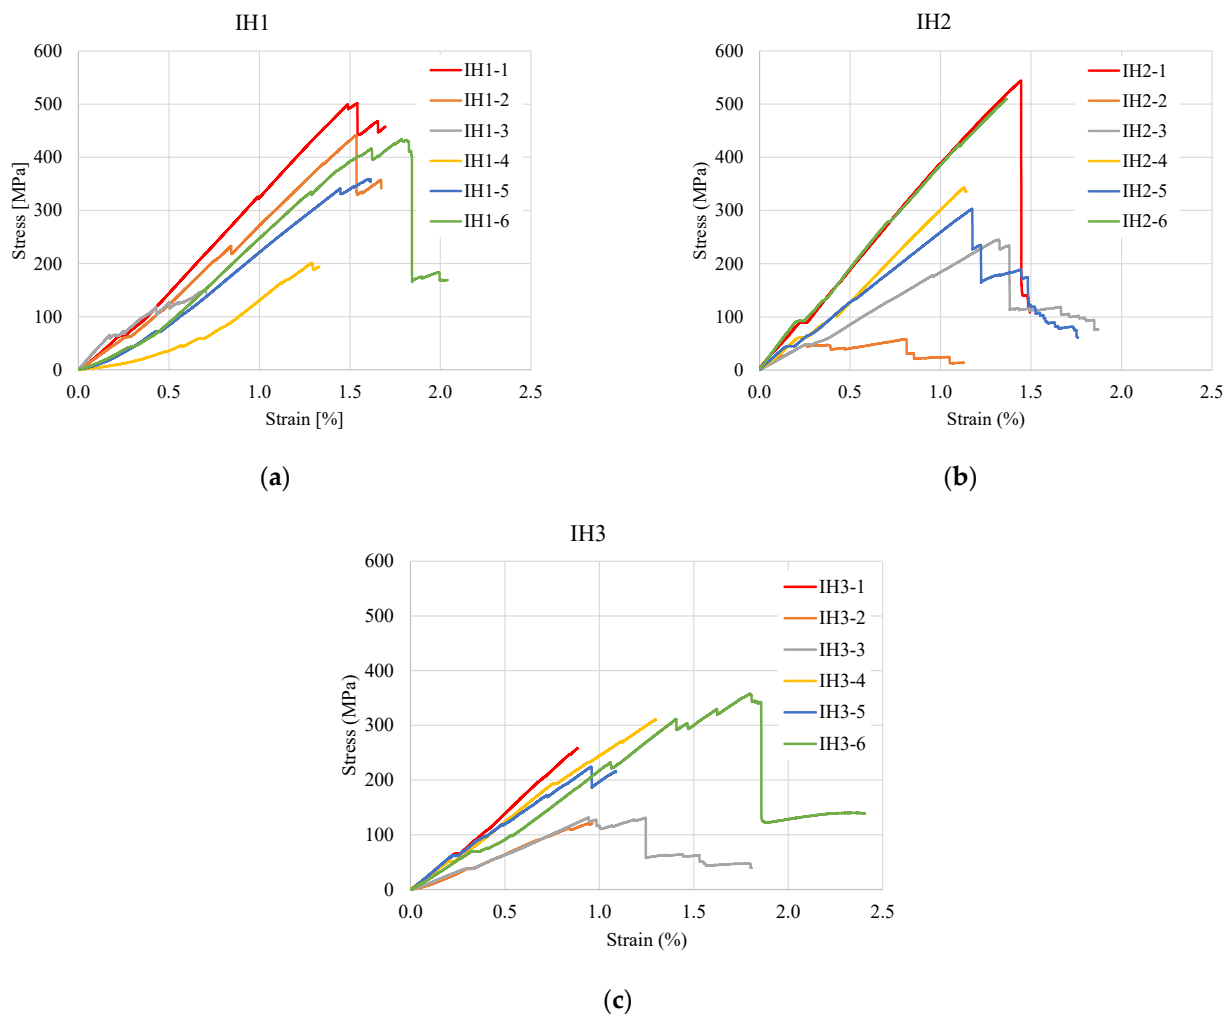 IH1
600
500
400
300
200
100
0
Stress [MPa]
0.0 0.5 1.0 1.5 2.0 2.5
Strain [%]
IH1-1
IH1-2
IH1-3
IH1-4
IH1-5
IH1-6
(a)
IH2
600
500
400
300
200
100
0
Stress (MPa)
0.0 0.5 1.0 1.5 2.0 2.5
Strain (%)
IH2-1
IH2-2
IH2-3
IH2-4
IH2-5
IH2-6
(b)
IH3
600
500
400
300
200
100
0
Stress (MPa)
0.0 0.5 1.0 1.5 2.0 2.5
Strain (%)
IH3-1
IH3-2
IH3-3
IH3-4
IH3-5
IH3-6
(c)